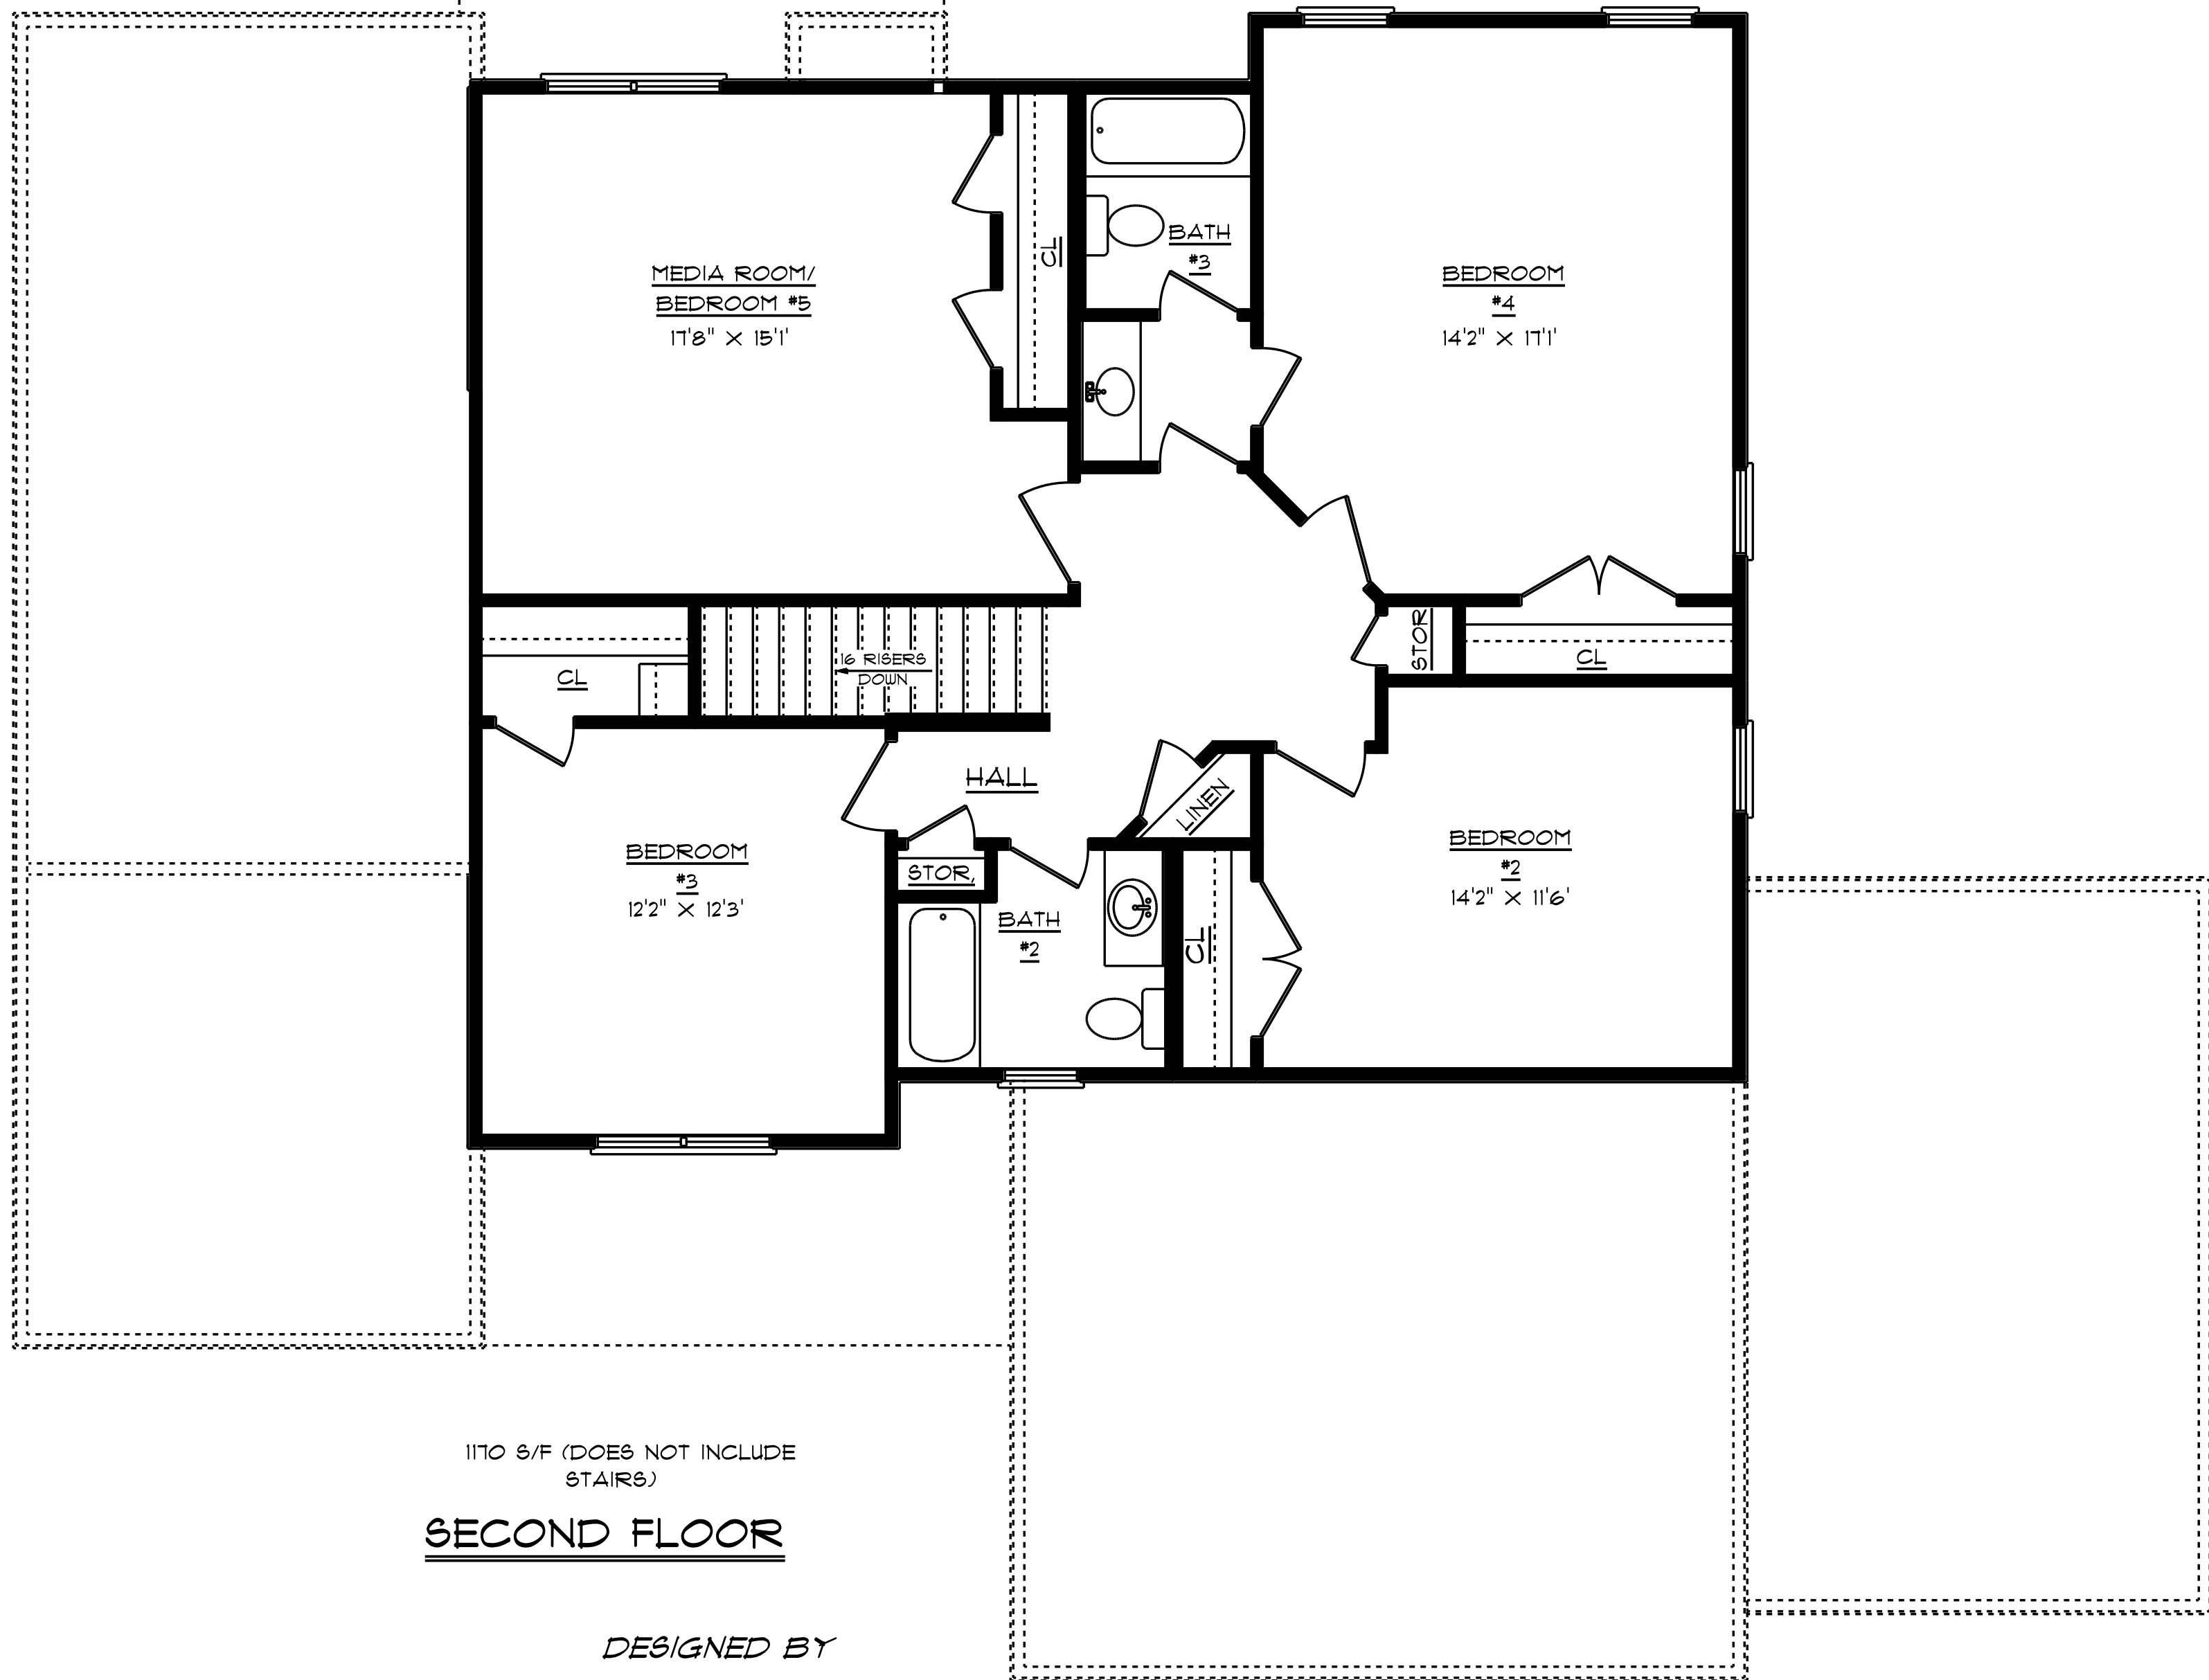 MEDIA ROOM/
BEDROOM #5
17'8" X 15'1'
CL
BATH
#3
BEDROOM
#4
14'2" X 17'1'
CL
16 RISERS
DOWN
STOR
CL
HALL
LINEN
BEDROOM
#3
12'2" X 12'3'
STOR,
BATH
#2
CL
BEDROOM
#2
14'2" X 11'6'
1170 S/F (DOES NOT INCLUDE
STAIRS)
SECOND FLOOR
DESIGNED BY